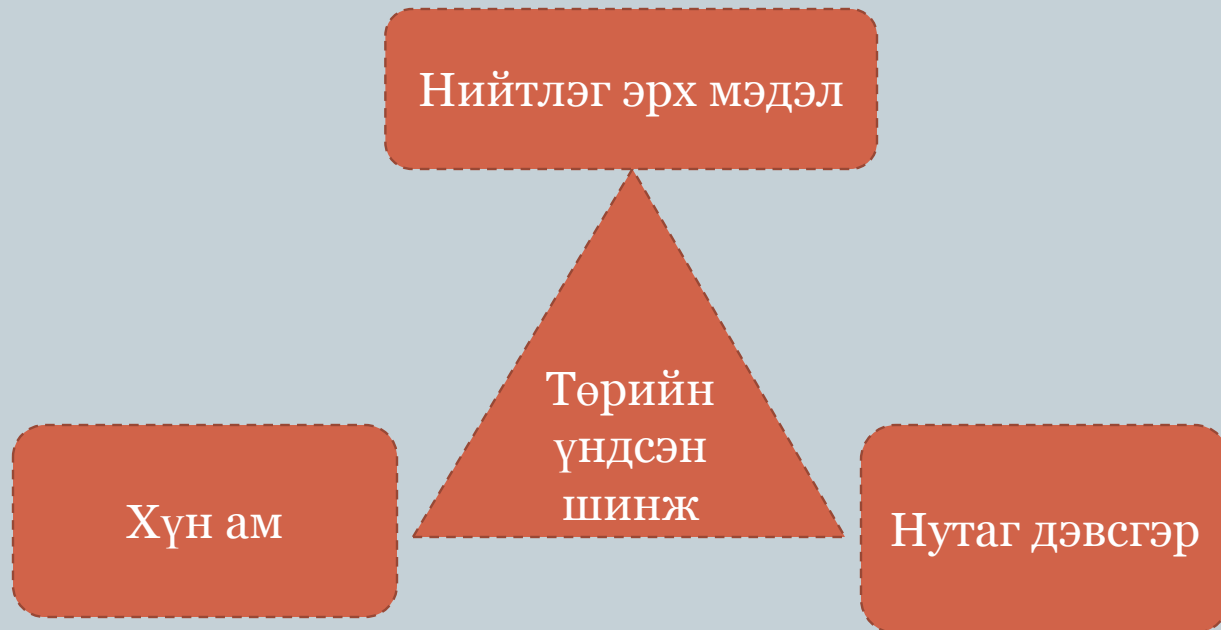 Нийтлэг эрх мэдэл
Төрийн
үндсэн
шинж
Хүн ам
Нутаг дэвсгэр